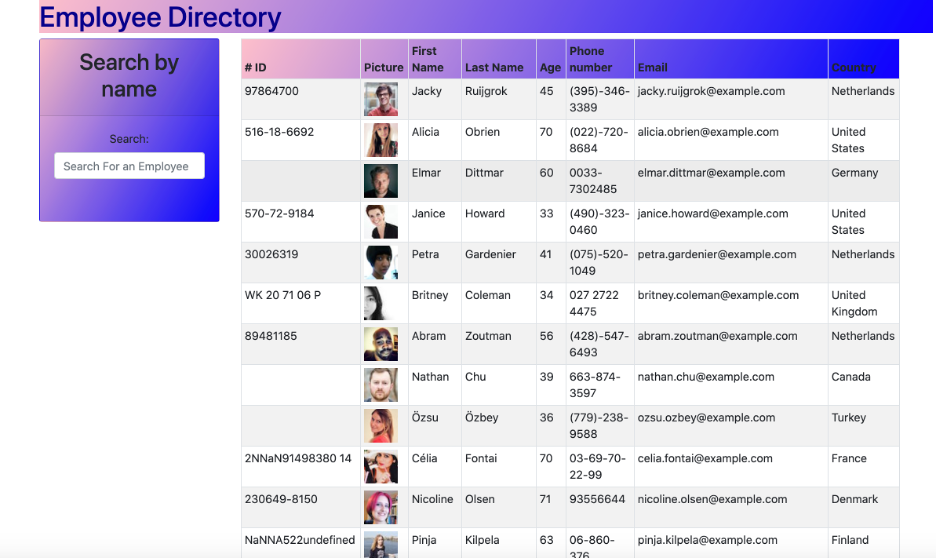 Employee Directory
Search by
name
Search:
Search For an Employee
# ID Picture First Name Last Name Age Phone number Email Country
97864700 Jacky Ruijgrok 45 (395)-346-3389 jacky.ruijgrok@example.com Netherlands
516-18-6692 Alicia Obrien 70 (022)-720-8684 alicia.obrien@example.com United States
Elmar Dittmar 60 0033-7302485 elmar.dittmar@example.com Germany
570-72-9184 Janice Howard 33 (490)-323-0460 janice.howard@example.com United States
30026319 Petra Gardenier 41 (075)-520-1049 petra.gardenier@example.com Netherlands
WK 20 71 06 P Britney Coleman 34 027 2722 4475 britney.coleman@example.com United Kingdom
89481185 Abram Zoutman 56 (428)-547-6493 abram.zoutman@example.com Netherlands
Nathan Chu 39 663-874-3597 nathan.chu@example.com Canada
Özsu Özbey 36 (779)-238-9588 ozsu.ozbey@example.com Turkey
2NNaN91498380 14 Célia Fontai 70 03-69-70-22-99 celia.fontai@example.com France
230649-8150 Nicoline Olsen 71 93556644 nicoline.olsen@example.com Denmark
NaNNA522undefined Pinja Kilpela 63 06-860-376 pinja.kilpela@example.com Finland